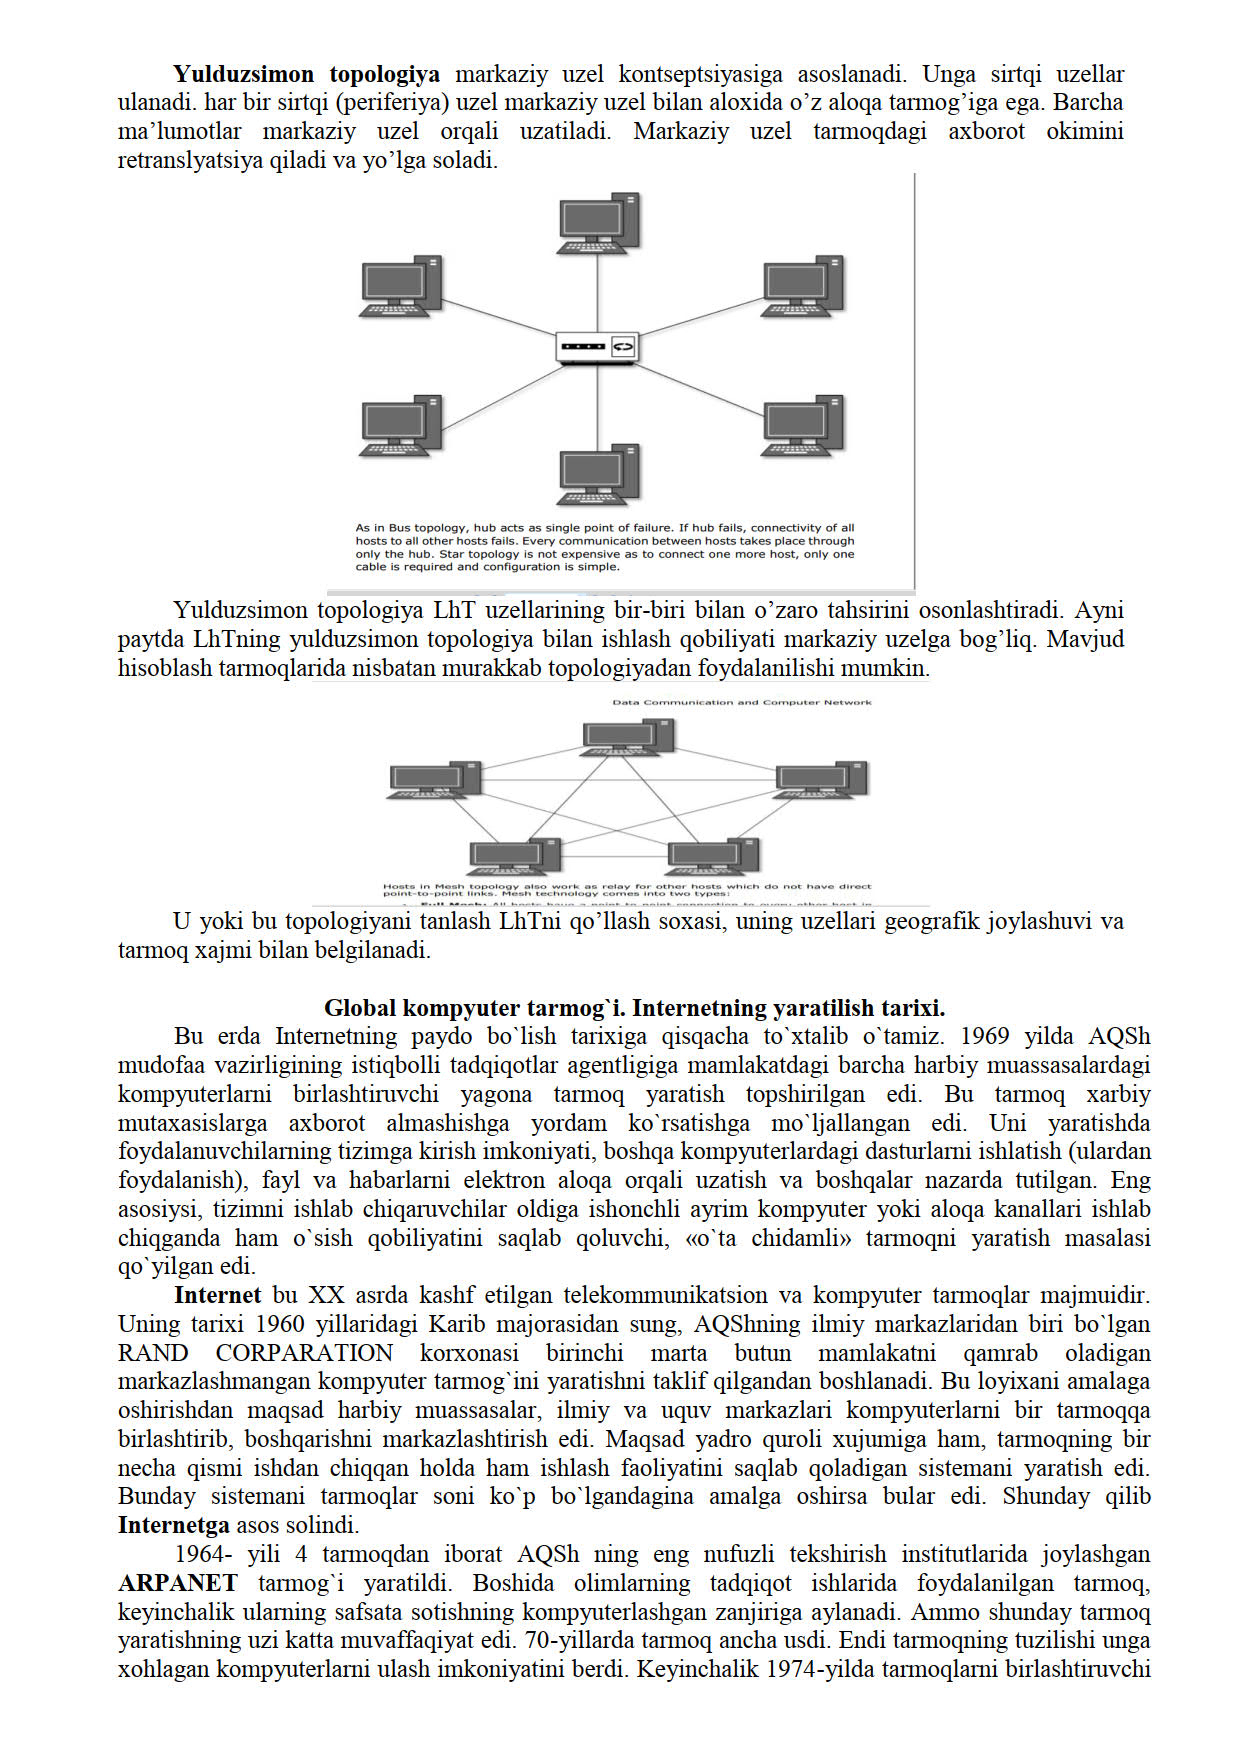 Yulduzsimon topologiya markaziy uzel kontseptsiyasiga asoslanadi. Unga sirtqi uzellar
ulanadi. har bir sirtqi (periferiya) uzel markaziy uzel bilan aloxida o’z aloqa tarmog’iga ega. Barcha
ma’lumotlar markaziy uzel orqali uzatiladi. Markaziy uzel tarmoqdagi axborot okimini
retranslyatsiya qiladi va yo’lga soladi.
As in Bus topology, hub acts as single point of failure. If hub fails, connectivity of all
hosts to all other hosts fails. Every communication between hosts takes place through
only the hub. Star topology is not expensive as to connect one more host, only one
cable is required and configuration is simple.
Yulduzsimon topologiya LhT uzellarining bir-biri bilan o’zaro tahsirini osonlashtiradi. Ayni
paytda LhTning yulduzsimon topologiya bilan ishlash qobiliyati markaziy uzelga bog’liq. Mavjud
hisoblash tarmoqlarida nisbatan murakkab topologiyadan foydalanilishi mumkin.
Data Communication and Computer Network
Hosts in Mesh topology also work as relay for other hosts which do not have direct
point-to-point links. Mesh technology comes into two types:
Full Mesh: All hosts have a point-to-point connection to every other host in
U yoki bu topologiyani tanlash LhTni qo’llash soxasi, uning uzellari geografik joylashuvi va
tarmoq xajmi bilan belgilanadi.
Global kompyuter tarmog`i. Internetning yaratilish tarixi.
Bu erda Internetning paydo bo`lish tarixiga qisqacha to`xtalib o`tamiz. 1969 yilda AQSh
mudofaa vazirligining istiqbolli tadqiqotlar agentligiga mamlakatdagi barcha harbiy muassasalardagi
kompyuterlarni birlashtiruvchi yagona tarmoq yaratish topshirilgan edi. Bu tarmoq xarbiy
mutaxasislarga axborot almashishga yordam ko`rsatishga mo`ljallangan edi. Uni yaratishda
foydalanuvchilarning tizimga kirish imkoniyati, boshqa kompyuterlardagi dasturlarni ishlatish (ulardan
foydalanish), fayl va habarlarni elektron aloqa orqali uzatish va boshqalar nazarda tutilgan. Eng
asosiysi, tizimni ishlab chiqaruvchilar oldiga ishonchli ayrim kompyuter yoki aloqa kanallari ishlab
chiqganda ham o`sish qobiliyatini saqlab qoluvchi, «o`ta chidamli» tarmoqni yaratish masalasi
qo`yilgan edi.
Internet bu XX asrda kashf etilgan telekommunikatsion va kompyuter tarmoqlar majmuidir.
Uning tarixi 1960 yillaridagi Karib majorasidan sung, AQShning ilmiy markazlaridan biri bo`lgan
RAND CORPARATION korxonasi birinchi marta butun mamlakatni qamrab oladigan
markazlashmangan kompyuter tarmog`ini yaratishni taklif qilgandan boshlanadi. Bu loyixani amalaga
oshirishdan maqsad harbiy muassasalar, ilmiy va uquv markazlari kompyuterlarni bir tarmoqqa
birlashtirib, boshqarishni markazlashtirish edi. Maqsad yadro quroli xujumiga ham, tarmoqning bir
necha qismi ishdan chiqqan holda ham ishlash faoliyatini saqlab qoladigan sistemani yaratish edi.
Bunday sistemani tarmoqlar soni ko`p bo`lgandagina amalga oshirsa bular edi. Shunday qilib
Internetga asos solindi.
1964- yili 4 tarmoqdan iborat AQSh ning eng nufuzli tekshirish institutlarida joylashgan
ARPANET tarmog`i yaratildi. Boshida olimlarning tadqiqot ishlarida foydalanilgan tarmoq,
keyinchalik ularning safsata sotishning kompyuterlashgan zanjiriga aylanadi. Ammo shunday tarmoq
yaratishning uzi katta muvaffaqiyat edi. 70-yillarda tarmoq ancha usdi. Endi tarmoqning tuzilishi unga
xohlagan kompyuterlarni ulash imkoniyatini berdi. Keyinchalik 1974-yilda tarmoqlarni birlashtiruvchi